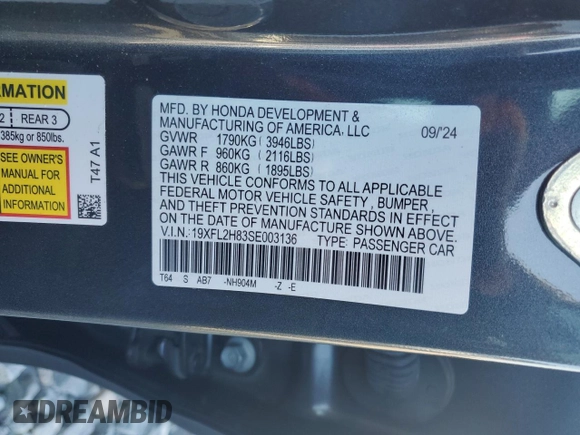 FORMATION
2 REAR 3
385kg or 850lbs.
SEE OWNER'S
MANUAL FOR
ADDITIONAL
INFORMATION
T47 A1
MFD. BY HONDA DEVELOPMENT &
MANUFACTURING OF AMERICA, LLC 09/'24
GVWR 1790KG (3946LBS)
GAWR F 960KG (2116LBS)
GAWR R 860KG (1895LBS)
THIS VEHICLE CONFORMS TO ALL APPLICABLE
FEDERAL MOTOR VEHICLE SAFETY , BUMPER ,
AND THEFT PREVENTION STANDARDS IN EFFECT
ON THE DATE OF MANUFACTURE SHOWN ABOVE.
V.I.N.:19XFL2H83SE003136 TYPE: PASSENGER CAR
T64 S AB7 -NH904M -Z -E
DREAMBID